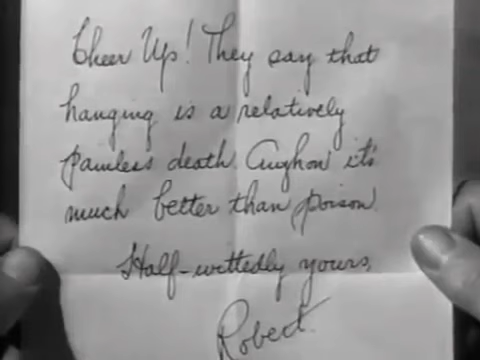 Cheer Up! They say that
hanging is a relatively
painless death. Anyhow it's
much better than poison.
Half-wittedly yours,
Robert.